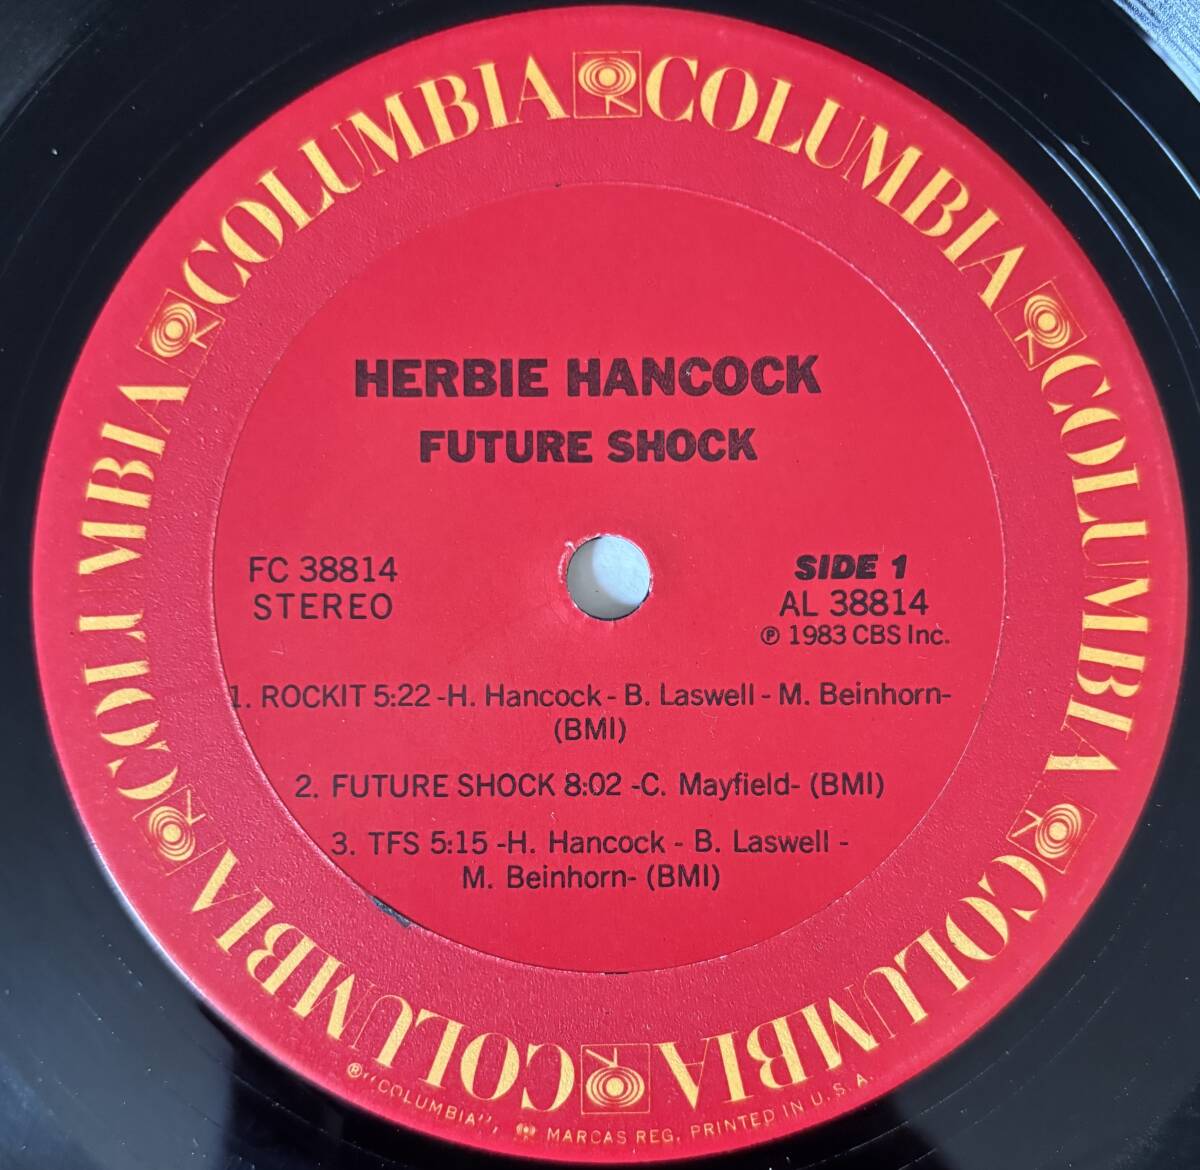 COLUMBIA COLUMBIA COLUMBIA COLUMBIA COLUMBIA COLUMBIA
HERBIE HANCOCK
FUTURE SHOCK
FC 38814
STEREO
SIDE 1
AL 38814
℗ 1983 CBS Inc.
1. ROCKIT 5:22 -H. Hancock - B. Laswell - M. Beinhorn-
(BMI)
2. FUTURE SHOCK 8:02 -C. Mayfield- (BMI)
3. TFS 5:15 -H. Hancock - B. Laswell -
M. Beinhorn- (BMI)
®"COLUMBIA", MARCAS REG. PRINTED IN U.S.A.